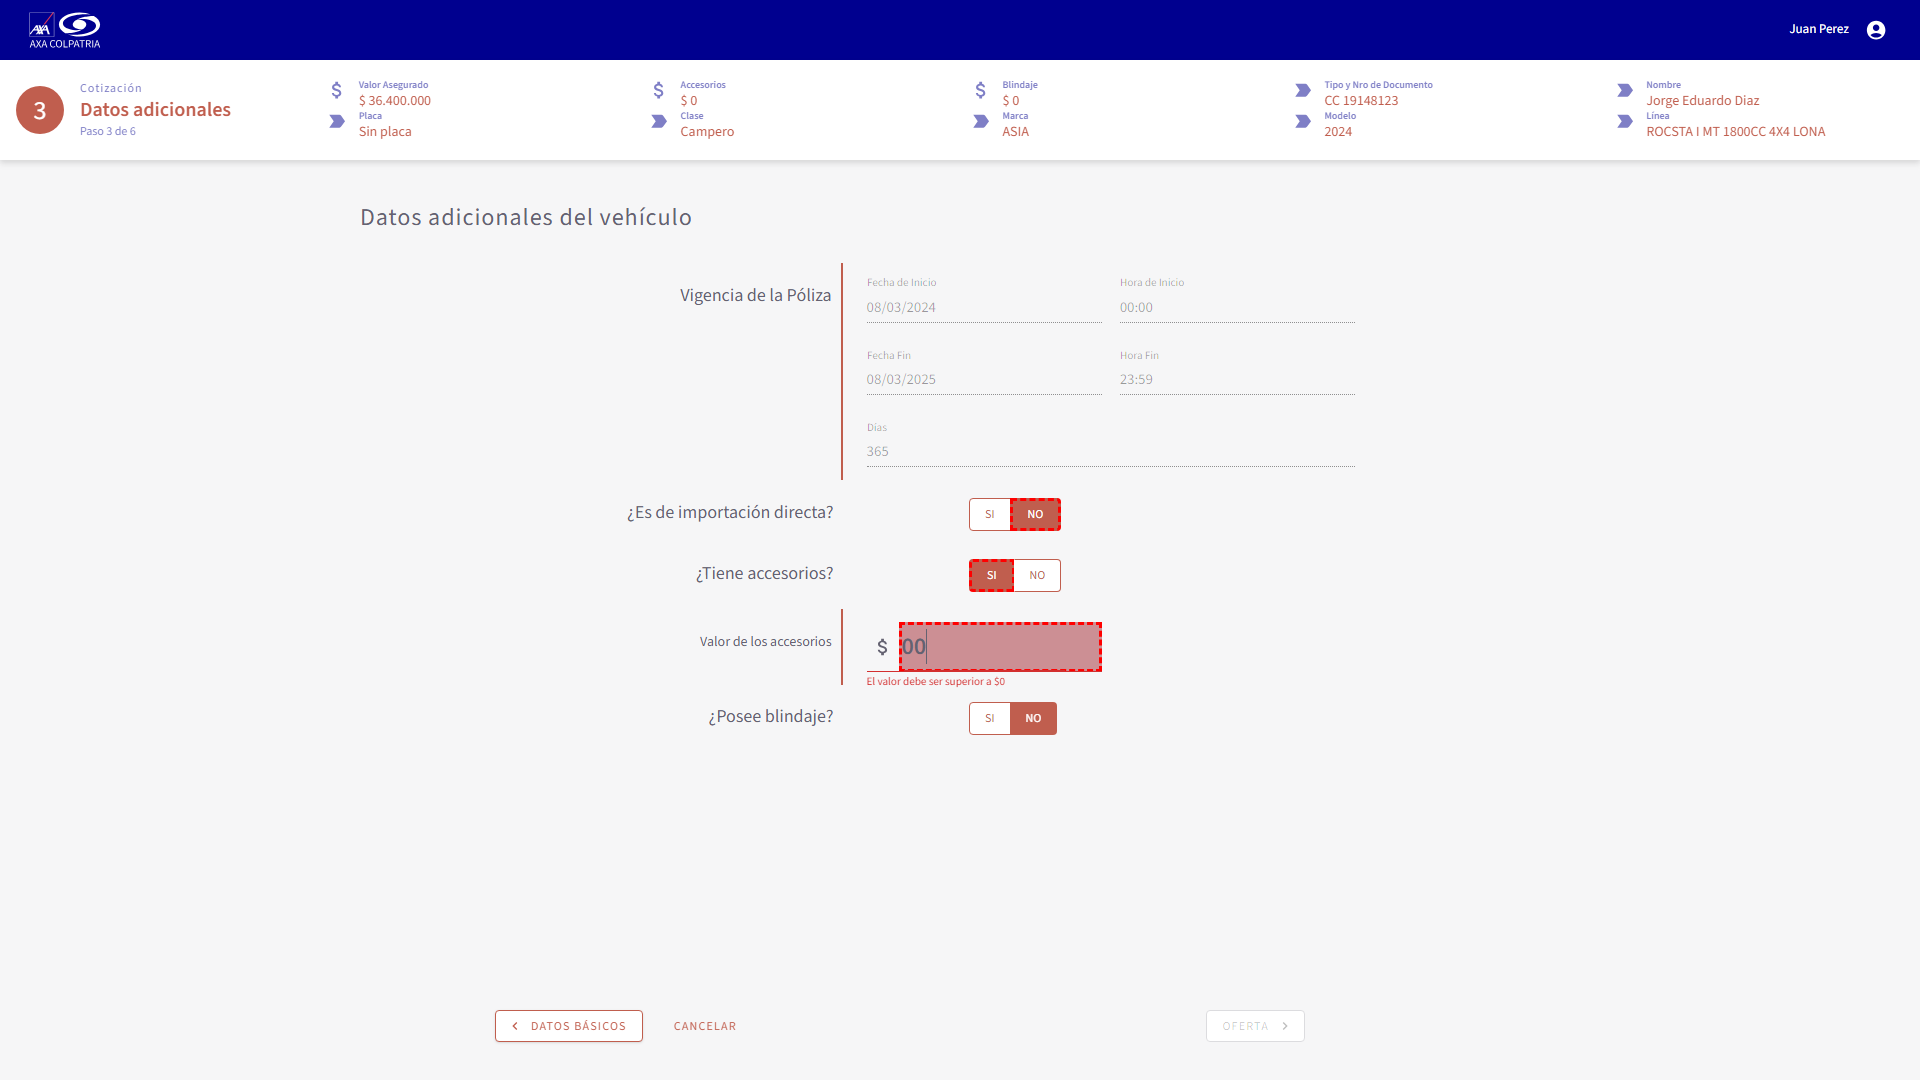 AXA
AXA COLPATRIA
Juan Perez
3
Cotización
Datos adicionales
Paso 3 de 6
Valor Asegurado
$ 36.400.000
Placa
Sin placa
Accesorios
$ 0
Clase
Campero
Blindaje
$ 0
Marca
ASIA
Tipo y Nro de Documento
CC 19148123
Modelo
2024
Nombre
Jorge Eduardo Diaz
Línea
ROCSTA I MT 1800CC 4X4 LONA
Datos adicionales del vehículo
Vigencia de la Póliza
Fecha de Inicio
08/03/2024
Hora de Inicio
00:00
Fecha Fin
08/03/2025
Hora Fin
23:59
Días
365
¿Es de importación directa?
SI NO
¿Tiene accesorios?
SI NO
Valor de los accesorios
$ 00
El valor debe ser superior a $0
¿Posee blindaje?
SI NO
DATOS BÁSICOS
CANCELAR
OFERTA